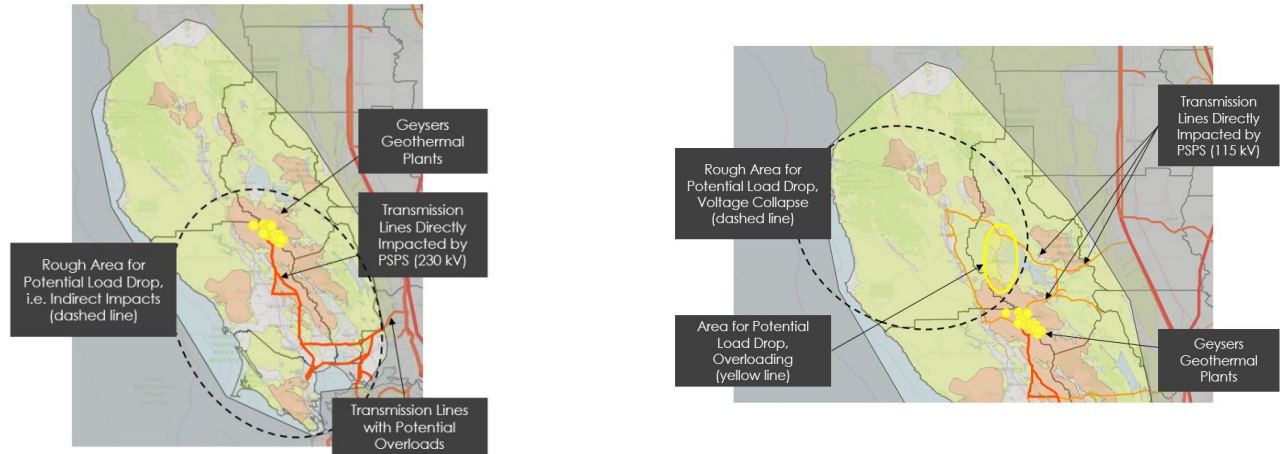 Geysers
Geothermal
Plants
Transmission
Lines Directly
Impacted by
PSPS (230 kV)
Rough Area for
Potential Load Drop,
i.e. Indirect Impacts
(dashed line)
Transmission Lines
with Potential
Overloads
Transmission
Lines Directly
Impacted by
PSPS (115 kV)
Rough Area for
Potential Load Drop,
Voltage Collapse
(dashed line)
Area for Potential
Load Drop,
Overloading
(yellow line)
Geysers
Geothermal
Plants